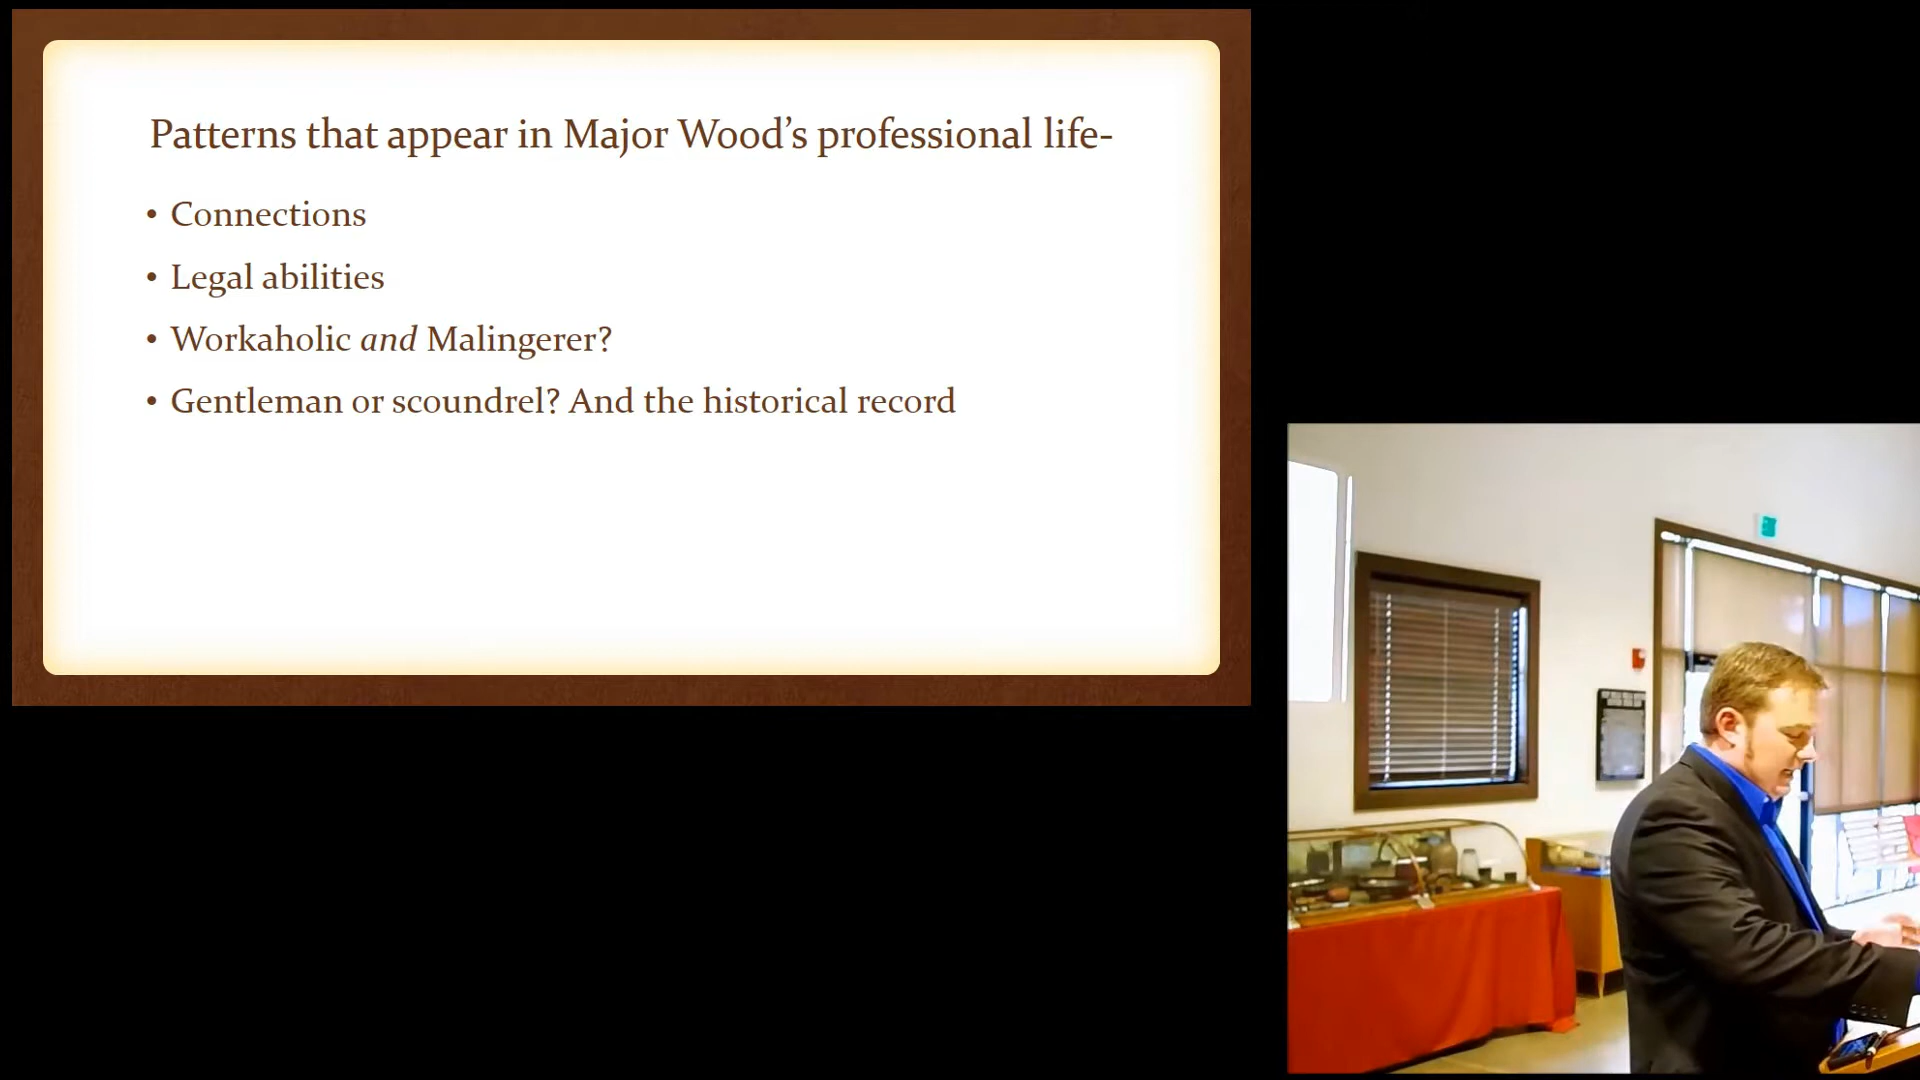 Patterns that appear in Major Wood’s professional life-
• Connections
• Legal abilities
• Workaholic and Malingerer?
• Gentleman or scoundrel? And the historical record